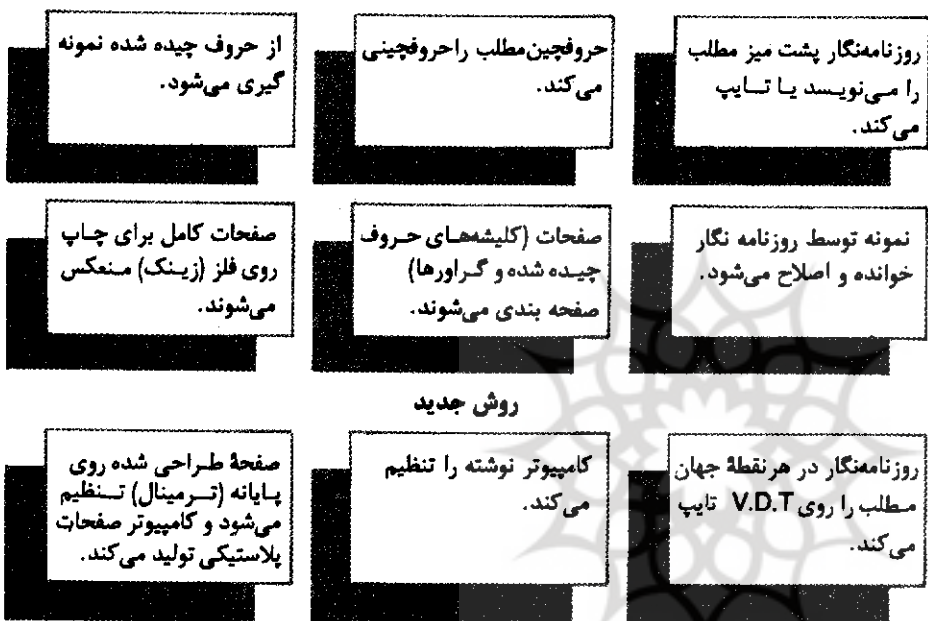 روزنامه‌نگار پشت میز مطلب
را می‌نویسد یا تایپ
می‌کند.
حروفچین مطلب را حروفچینی
می‌کند.
از حروف چیده شده نمونه
گیری می‌شود.
نمونه توسط روزنامه نگار
خوانده و اصلاح می‌شود.
صفحات (کلیشه‌های حروف
چیده شده و گراورها)
صفحه بندی می‌شوند.
صفحات کامل برای چاپ
روی فلز (زینک) منعکس
می‌شوند.
روش جدید
روزنامه‌نگار در هر نقطهٔ جهان
مطلب را روی V.D.T تایپ
می‌کند.
کامپیوتر نوشته را تنظیم
می‌کند.
صفحهٔ طراحی شده روی
پایانه (ترمینال) تنظیم
می‌شود و کامپیوتر صفحات
پلاستیکی تولید می‌کند.